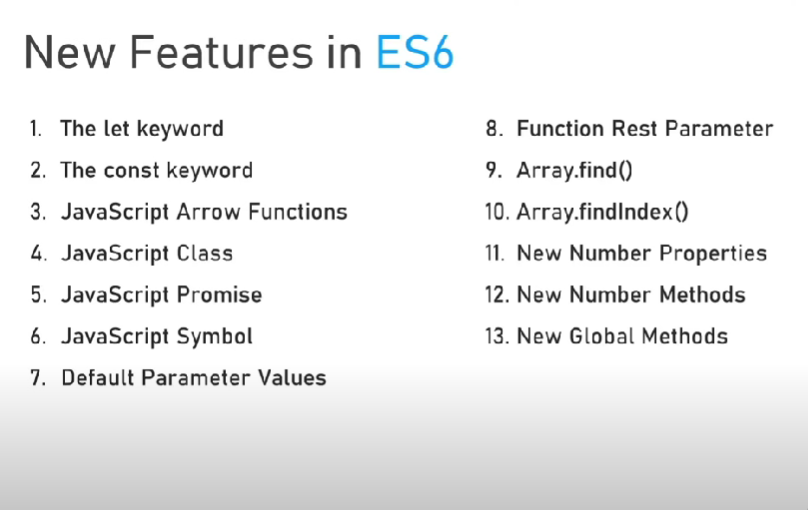 New Features in ES6
1. The let keyword
2. The const keyword
3. JavaScript Arrow Functions
4. JavaScript Class
5. JavaScript Promise
6. JavaScript Symbol
7. Default Parameter Values
8. Function Rest Parameter
9. Array.find()
10. Array.findIndex()
11. New Number Properties
12. New Number Methods
13. New Global Methods